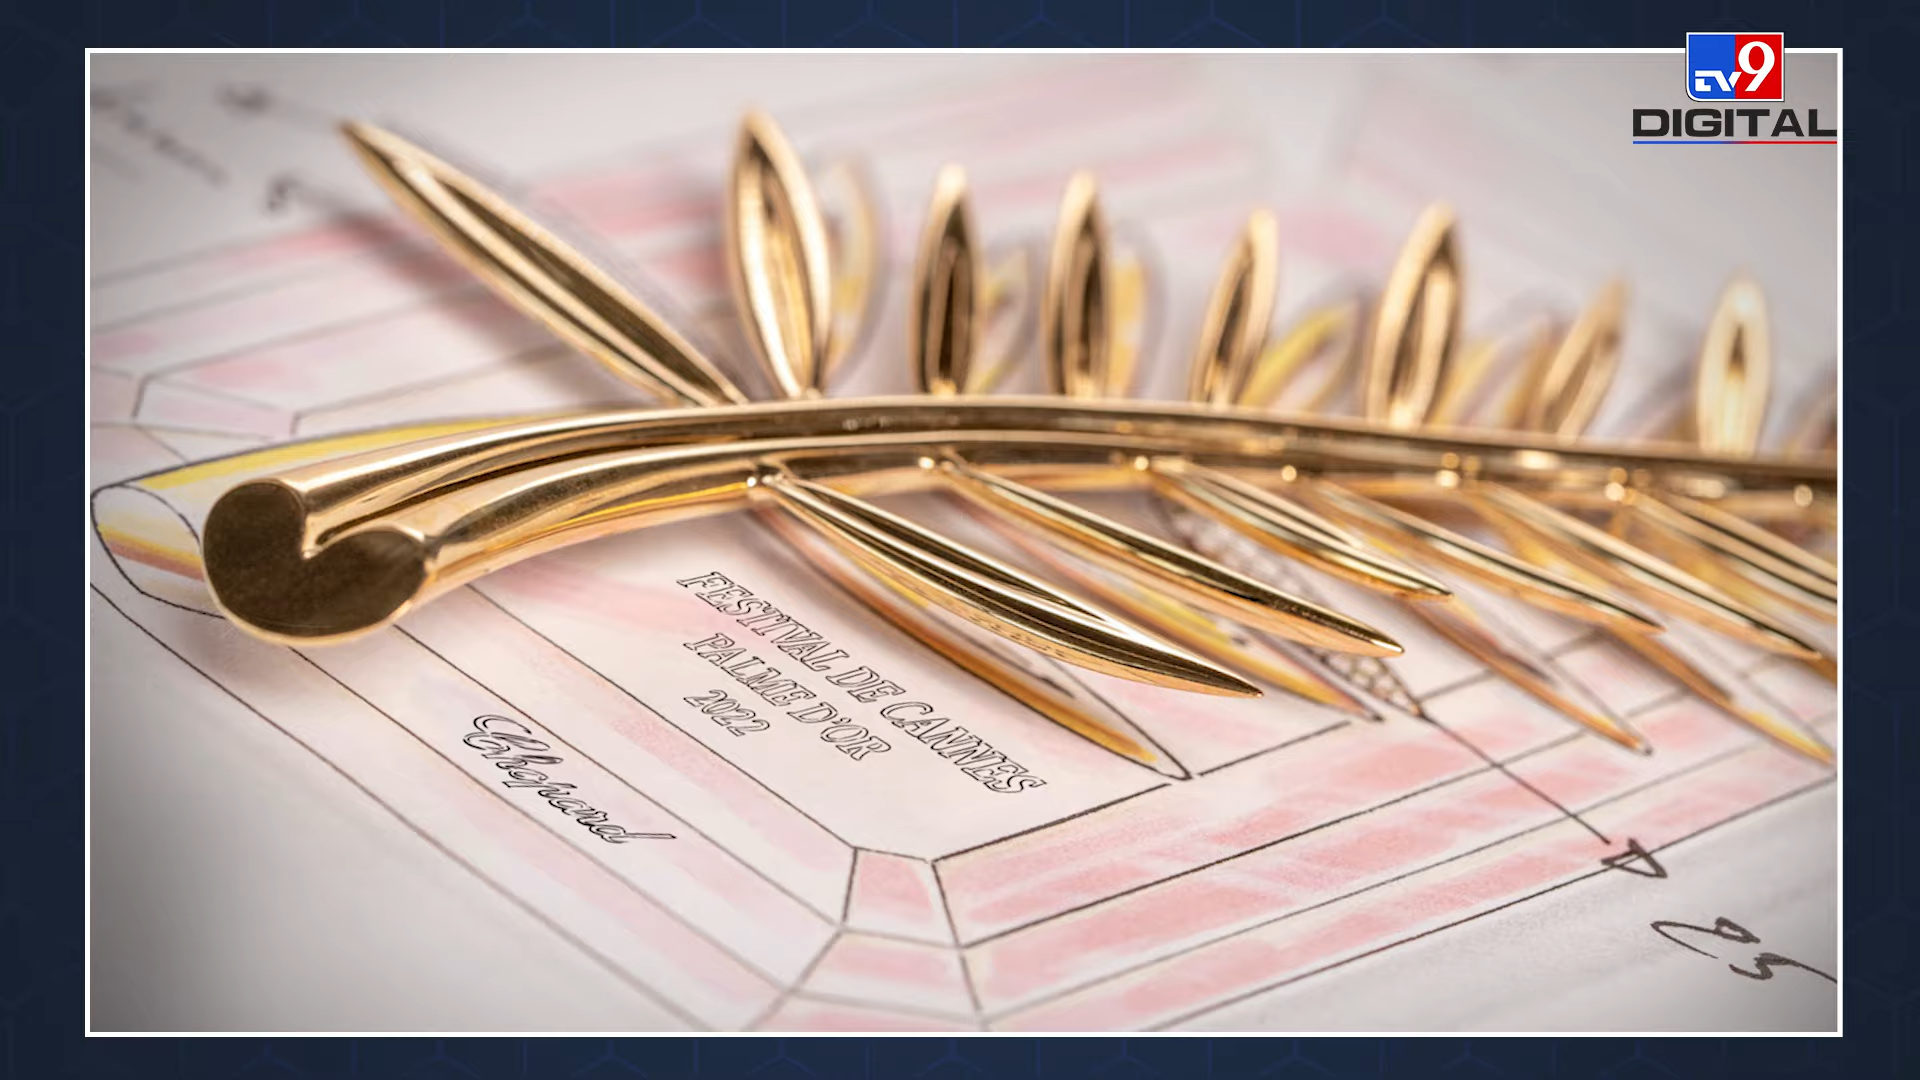 TV9
DIGITAL
FESTIVAL DE CANNES
PALME D'OR
2022
Chopard